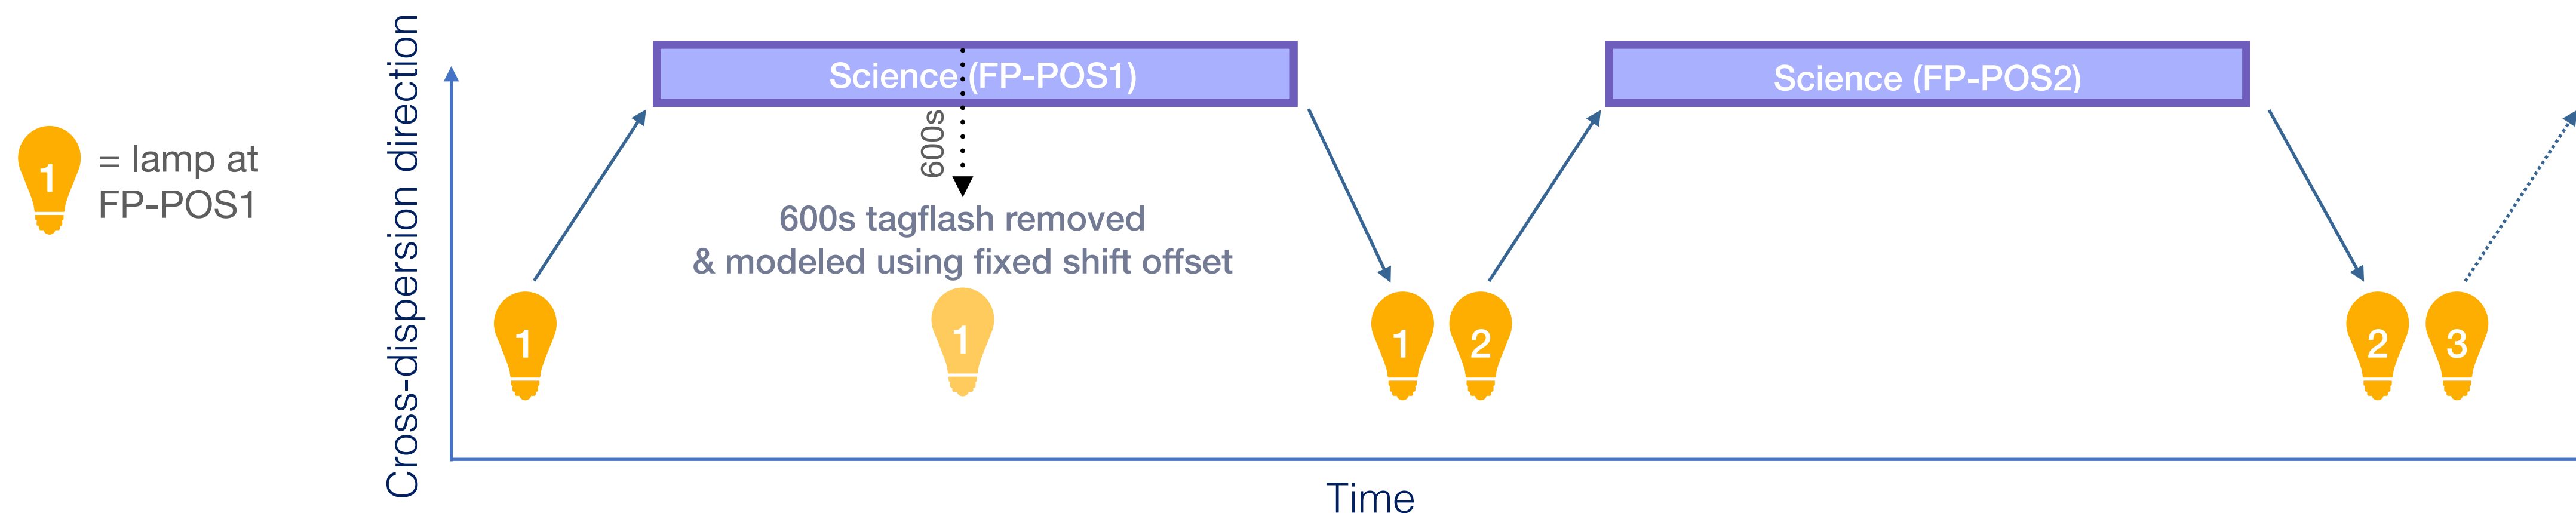 1
= lamp at
FP-POS1
Cross-dispersion direction
Science (FP-POS1)
600s
600s tagflash removed
& modeled using fixed shift offset
Science (FP-POS2)
1
1
1
2
2
3
Time